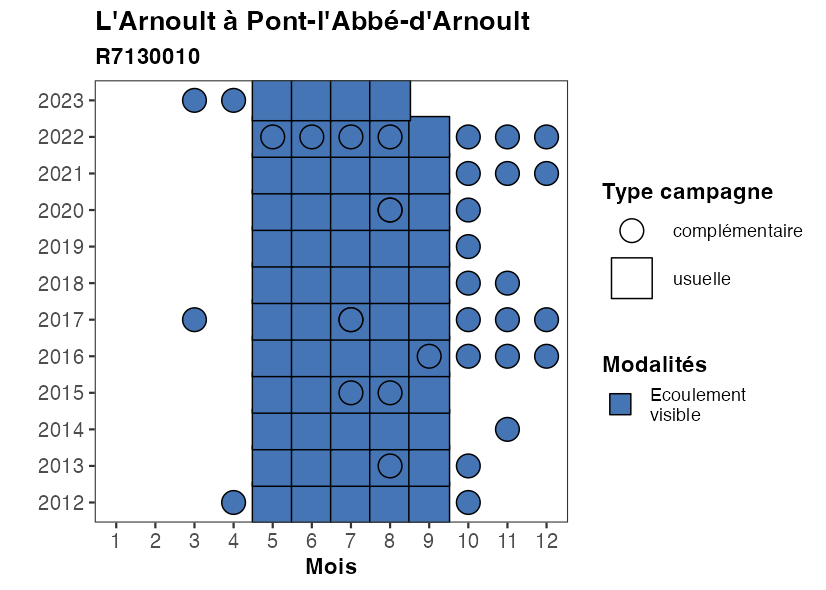 L'Arnoult à Pont-l'Abbé-d'Arnoult
R7130010
2023
2022
2021
2020
2019
2018
2017
2016
2015
2014
2013
2012
1 2 3 4 5 6 7 8 9 10 11 12
Mois
Type campagne
complémentaire
usuelle
Modalités
Ecoulement
visible